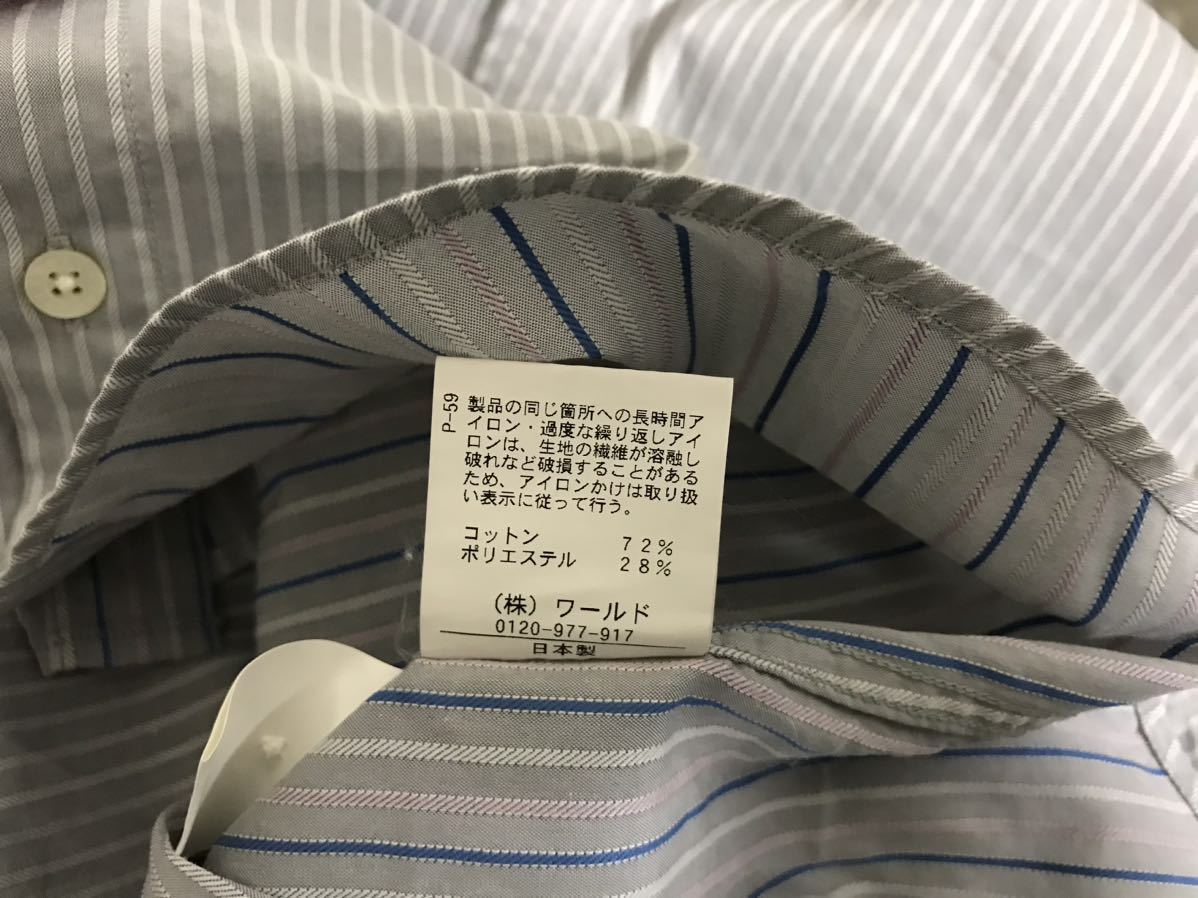 P-59
製品の同じ箇所への長時間ア
イロン・過度な繰り返しアイ
ロンは、生地の繊維が溶融し
破れなど破損することがある
ため、アイロンかけは取り扱
い表示に従って行う。
コットン 72%
ポリエステル 28%
(株) ワールド
0120-977-917
日本製